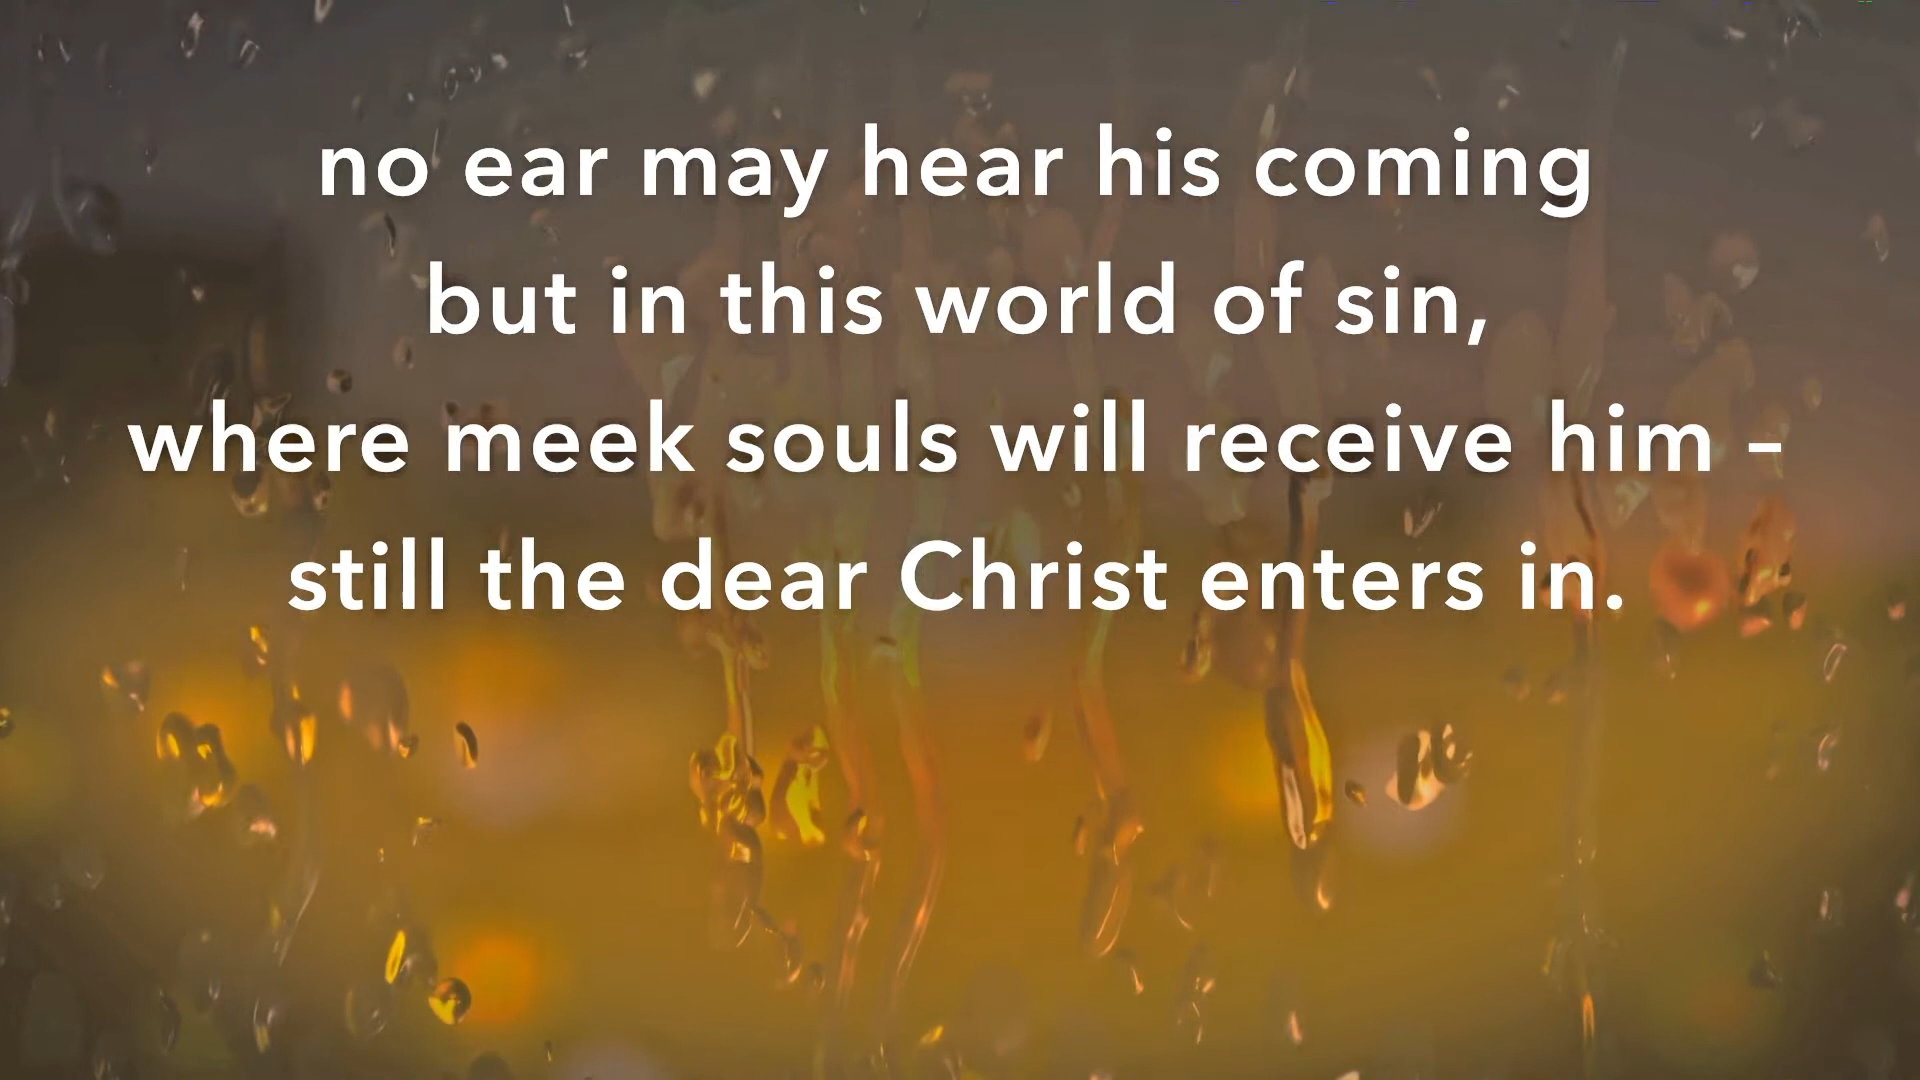 no ear may hear his coming
but in this world of sin,
where meek souls will receive him –
still the dear Christ enters in.